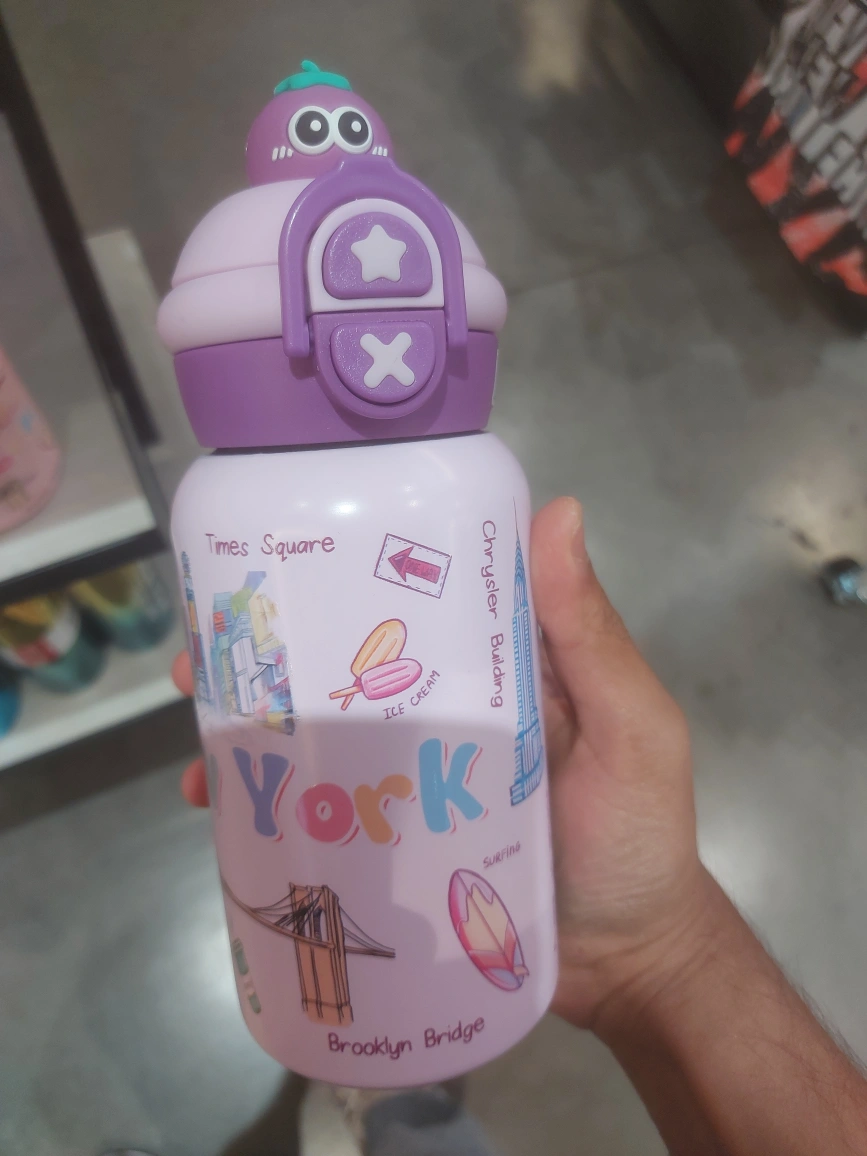 Times Square
Chrysler Building
ICE CREAM
York
SURFING
Brooklyn Bridge